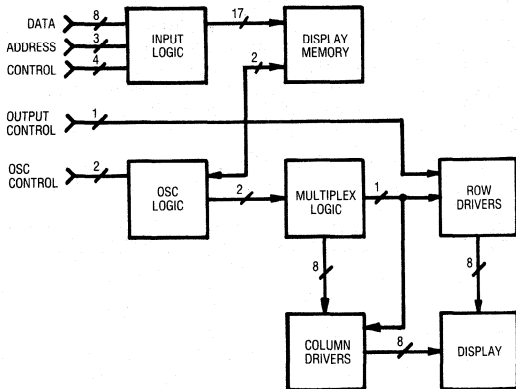 DATA
8
ADDRESS
3
CONTROL
4
INPUT
LOGIC
17
DISPLAY
MEMORY
2
OUTPUT
CONTROL
1
OSC
CONTROL
2
OSC
LOGIC
2
MULTIPLEX
LOGIC
1
ROW
DRIVERS
8
8
COLUMN
DRIVERS
8
DISPLAY